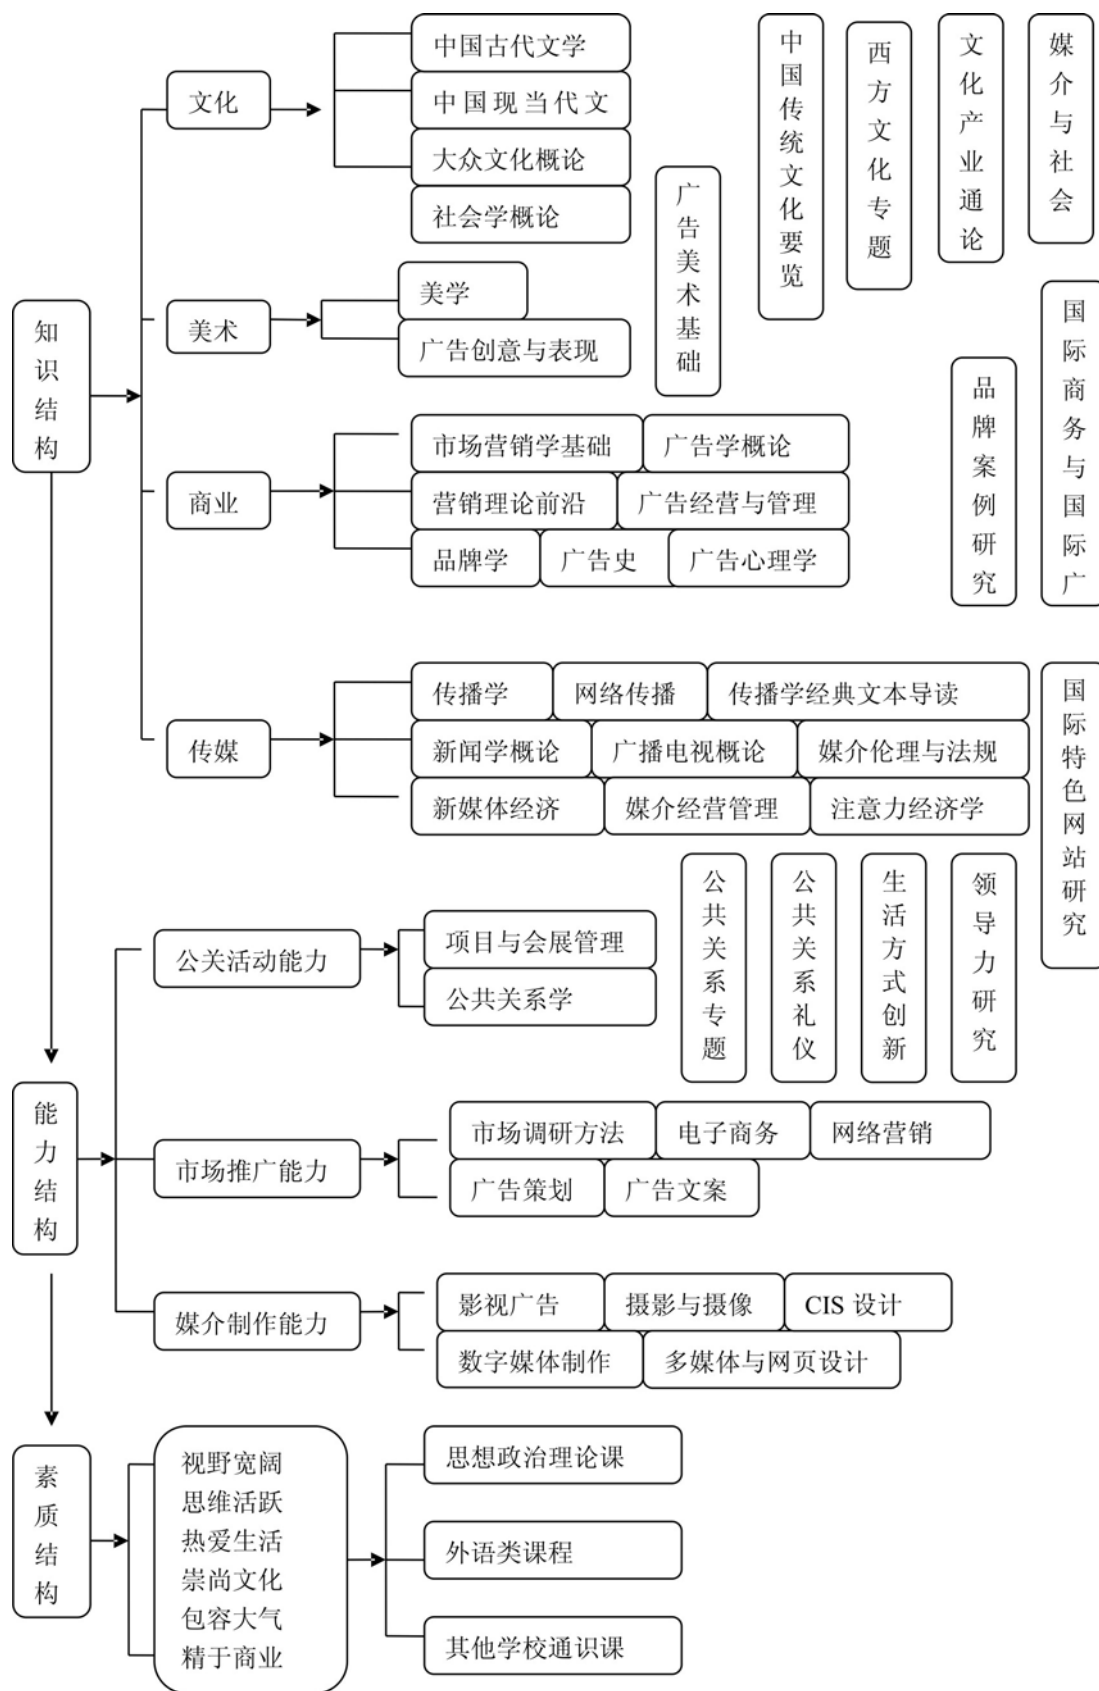 知识结构
文化
中国古代文学
中国现当代文
大众文化概论
社会学概论
中国传统文化要览
西方文化专题
文化产业通论
媒介与社会
美术
美学
广告创意与表现
广告美术基础
商业
市场营销学基础
广告学概论
营销理论前沿
广告经营与管理
品牌学
广告史
广告心理学
品牌案例研究
国际商务与国际广
传媒
传播学
网络传播
传播学经典文本导读
新闻学概论
广播电视概论
媒介伦理与法规
新媒体经济
媒介经营管理
注意力经济学
国际特色网站研究
能力结构
公关活动能力
项目与会展管理
公共关系学
公共关系专题
公共关系礼仪
生活方式创新
领导力研究
市场推广能力
市场调研方法
电子商务
网络营销
广告策划
广告文案
媒介制作能力
影视广告
摄影与摄像
CIS 设计
数字媒体制作
多媒体与网页设计
素质结构
视野宽阔
思维活跃
热爱生活
崇尚文化
包容大气
精于商业
思想政治理论课
外语类课程
其他学校通识课